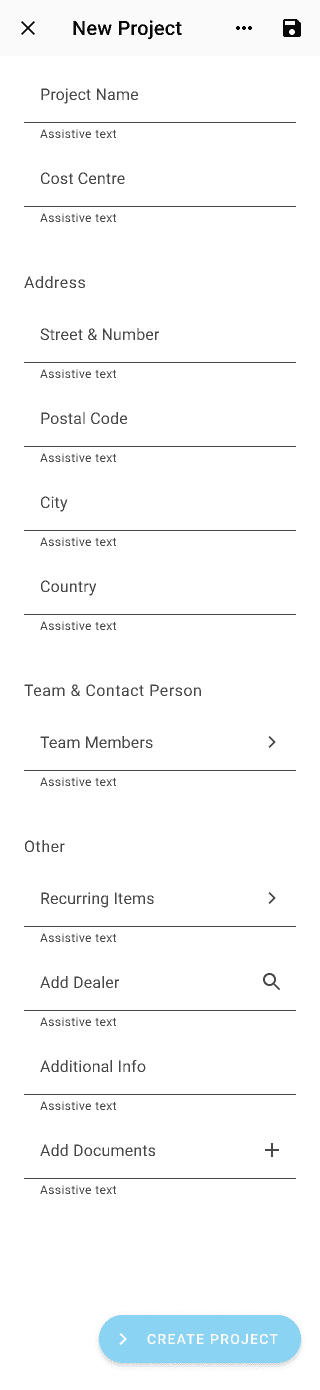 New Project
Project Name
Assistive text
Cost Centre
Assistive text
Address
Street & Number
Assistive text
Postal Code
Assistive text
City
Assistive text
Country
Assistive text
Team & Contact Person
Team Members
Assistive text
Other
Recurring Items
Assistive text
Add Dealer
Assistive text
Additional Info
Assistive text
Add Documents
Assistive text
CREATE PROJECT